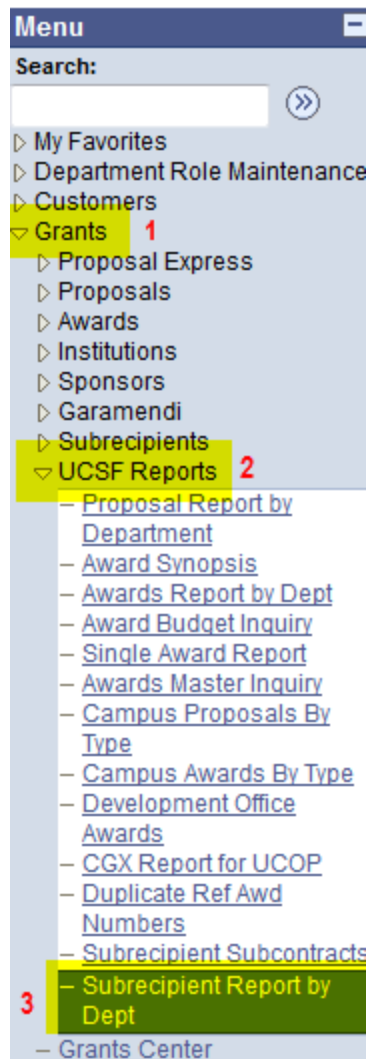 Menu
Search:
My Favorites
Department Role Maintenance
Customers
Grants 1
Proposal Express
Proposals
Awards
Institutions
Sponsors
Garamendi
Subrecipients
UCSF Reports 2
– Proposal Report by
Department
– Award Synopsis
– Awards Report by Dept
– Award Budget Inquiry
– Single Award Report
– Awards Master Inquiry
– Campus Proposals By
Type
– Campus Awards By Type
– Development Office
Awards
– CGX Report for UCOP
– Duplicate Ref Awd
Numbers
– Subrecipient Subcontracts
3 – Subrecipient Report by
Dept
– Grants Center